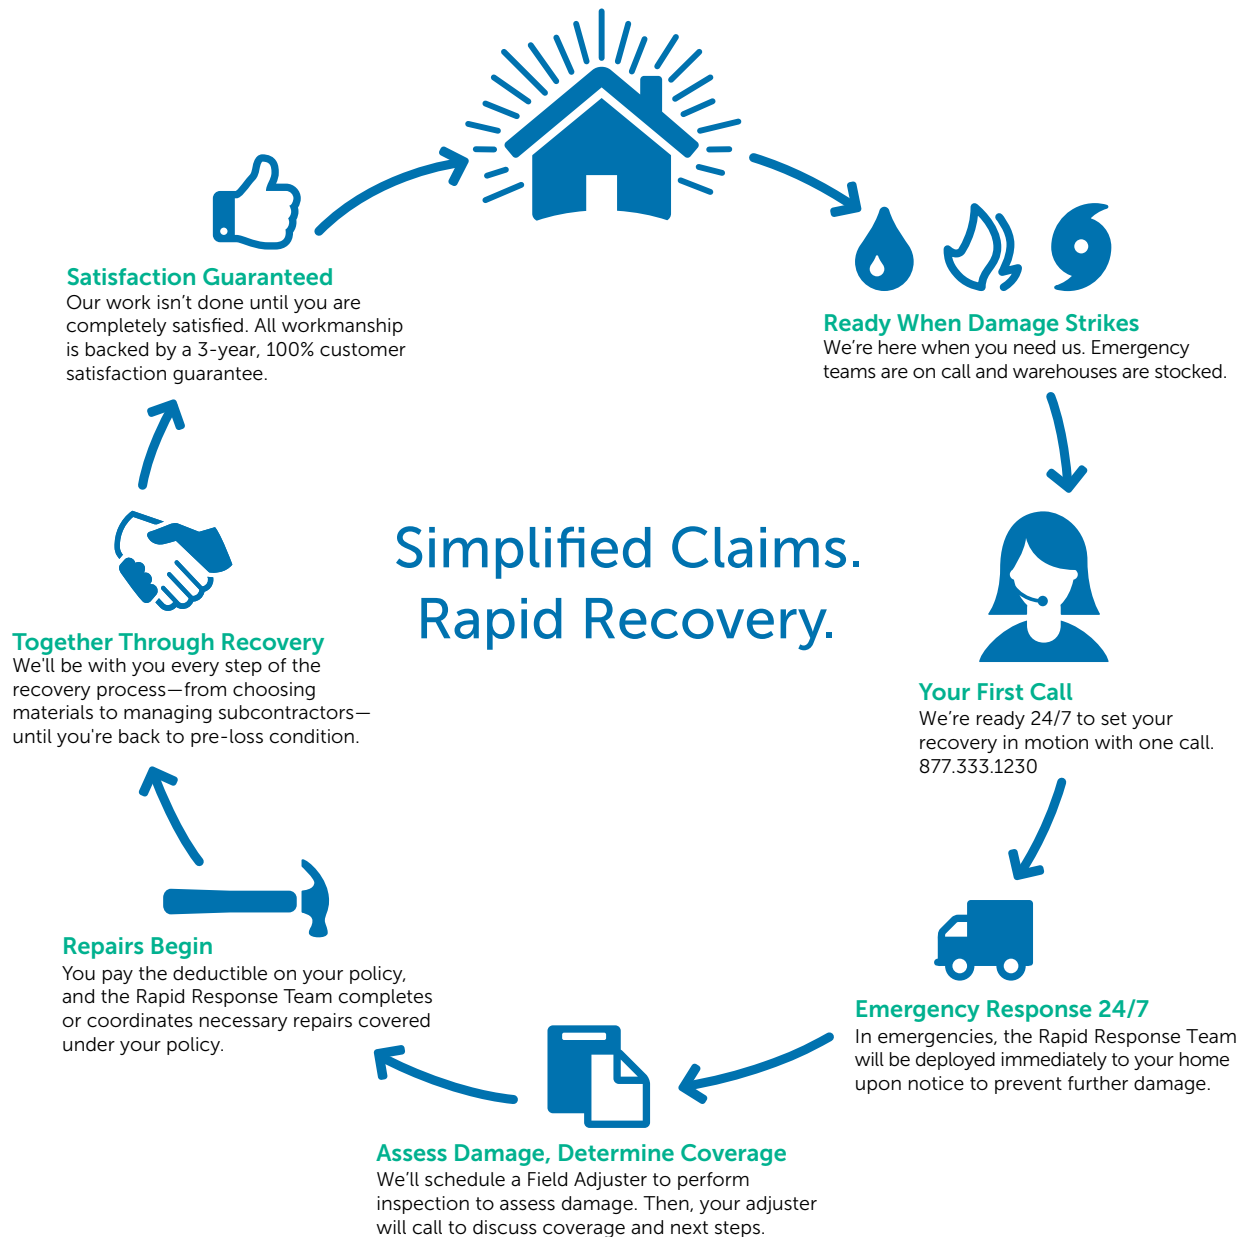 Simplified Claims.
Rapid Recovery.
Ready When Damage Strikes
We’re here when you need us. Emergency
teams are on call and warehouses are stocked.
Your First Call
We’re ready 24/7 to set your
recovery in motion with one call.
877.333.1230
Emergency Response 24/7
In emergencies, the Rapid Response Team
will be deployed immediately to your home
upon notice to prevent further damage.
Assess Damage, Determine Coverage
We’ll schedule a Field Adjuster to perform
inspection to assess damage. Then, your adjuster
will call to discuss coverage and next steps.
Repairs Begin
You pay the deductible on your policy,
and the Rapid Response Team completes
or coordinates necessary repairs covered
under your policy.
Together Through Recovery
We'll be with you every step of the
recovery process—from choosing
materials to managing subcontractors—
until you're back to pre-loss condition.
Satisfaction Guaranteed
Our work isn’t done until you are
completely satisfied. All workmanship
is backed by a 3-year, 100% customer
satisfaction guarantee.